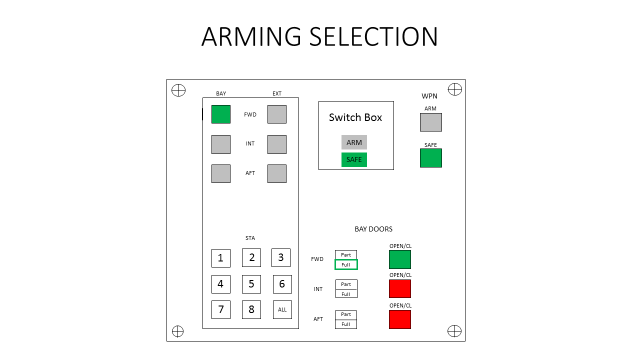 ARMING SELECTION
BAY EXT
FWD
INT
AFT
STA
1 2 3
4 5 6
7 8 ALL
Switch Box
ARM
SAFE
WPN
ARM
SAFE
BAY DOORS
OPEN/CL
FWD Part
Full
OPEN/CL
INT Part
Full
OPEN/CL
AFT Part
Full